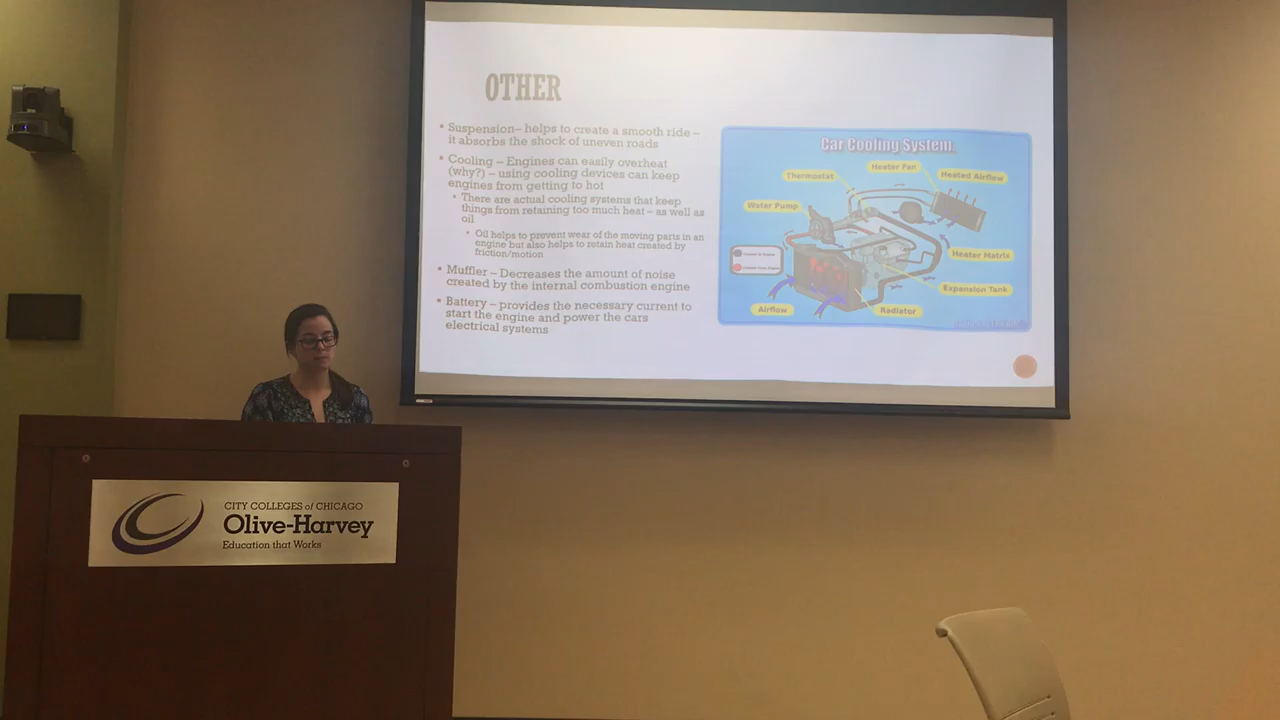 OTHER
• Suspension– helps to create a smooth ride –
it absorbs the shock of uneven roads
• Cooling – Engines can easily overheat
(why?) – using cooling devices can keep
engines from getting to hot
• There are actual cooling systems that keep
things from retaining too much heat – as well as
oil
• Oil helps to prevent wear of the moving parts in an
engine but also helps to retain heat created by
friction/motion
• Muffler – Decreases the amount of noise
created by the internal combustion engine
• Battery – provides the necessary current to
start the engine and power the cars
electrical systems
Car Cooling System
Heater Fan
Thermostat
Heated Airflow
Water Pump
Heater Matrix
Expansion Tank
Airflow
Radiator
CITY COLLEGES of CHICAGO
Olive-Harvey
Education that Works